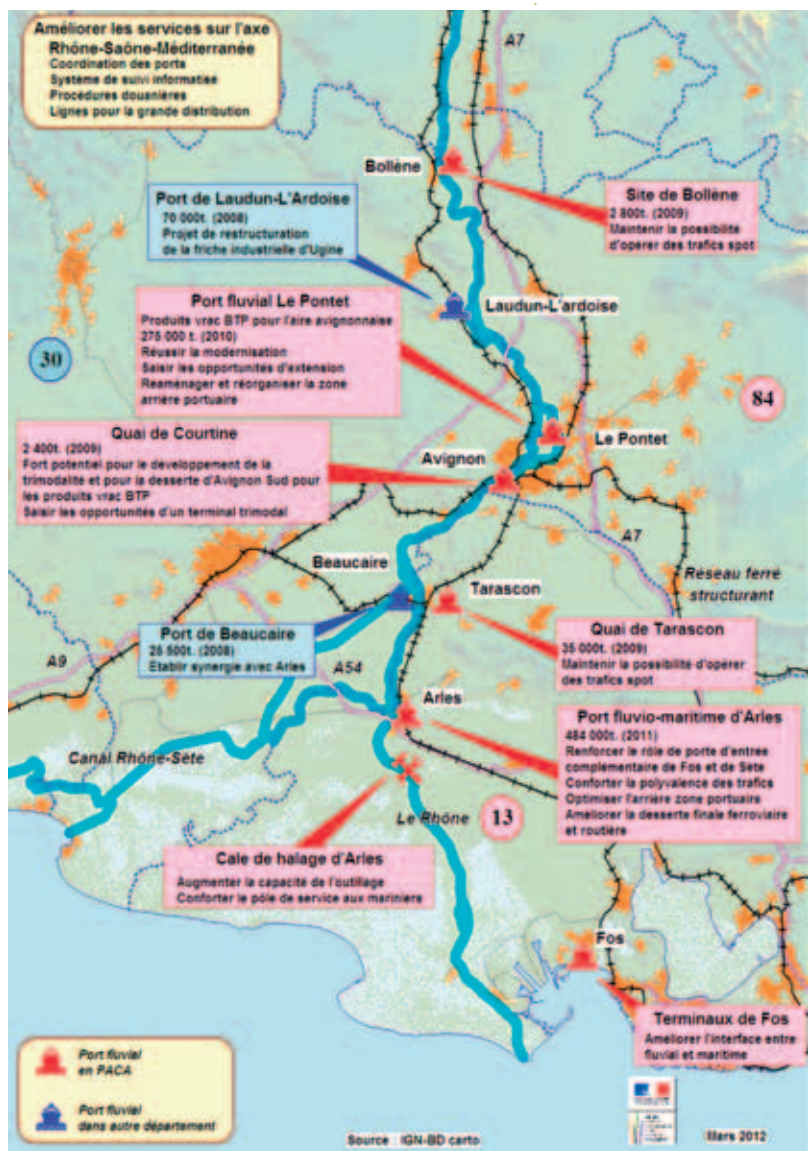 Améliorer les services sur l'axe
Rhône-Saône-Méditerranée
Coordination des ports
Système de suivi informatisé
Procédures douanières
Lignes pour la grande distribution
A7
Bollène
Port de Laudun-L'Ardoise
70 000t. (2008)
Projet de restructuration
de la friche industrielle d'Ugine
Site de Bollène
2 800t. (2009)
Maintenir la possibilité
d'opérer des trafics spot
Laudun-L'ardoise
Port fluvial Le Pontet
Produits vrac BTP pour l'aire avignonnaise
275 000 t. (2010)
Réussir la modernisation
Saisir les opportunités d'extension
Reaménager et réorganiser la zone
arrière portuaire
30
84
Le Pontet
Quai de Courtine
2 400t. (2009)
Fort potentiel pour le développement de la
trimodalité et pour la desserte d'Avignon Sud pour
les produits vrac BTP
Saisir les opportunités d'un terminal trimodal
Avignon
A7
Beaucaire
Réseau ferré
structurant
Tarascon
Port de Beaucaire
25 500t. (2008)
Etablir synergie avec Arles
Quai de Tarascon
35 000t. (2009)
Maintenir la possibilité d'opérer
des trafics spot
A9
A54
Arles
Port fluvio-maritime d'Arles
484 000t. (2011)
Renforcer le rôle de porte d'entrée
complementaire de Fos et de Sète
Conforter la polyvalence des trafics
Optimiser l'arrière zone portuaire
Améliorer la desserte finale ferroviaire
et routière
Canal Rhône-Sète
Le Rhône
13
Cale de halage d'Arles
Augmenter la capacité de l'outillage
Conforter le pôle de service aux mariniers
Fos
Terminaux de Fos
Améliorer l'interface entre
fluvial et maritime
Port fluvial
en PACA
Port fluvial
dans autre département
Source : IGN-BD carto
Mars 2012